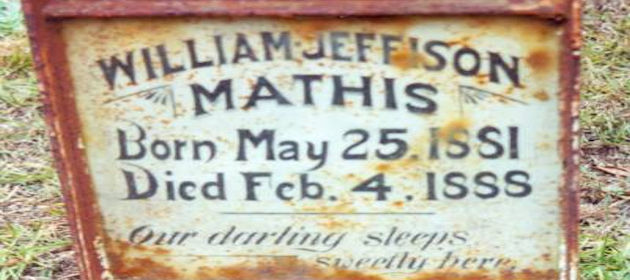 WILLIAM JEFFISON
MATHIS
Born May 25. 1881
Died Feb. 4. 1888
Our darling sleeps
sweetly here